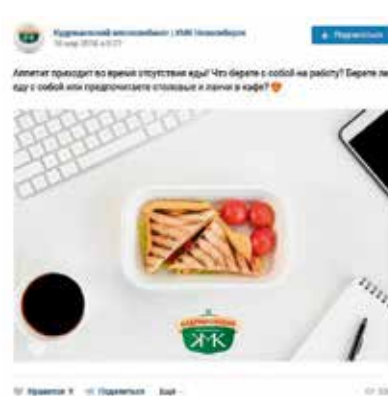 Кудряшовский мясокомбинат | КМК Новосибирск
Подписаться
Аппетит приходит во время отсутствия еды! Что берете с собой на работу? Берете ли
еду с собой или предпочитаете столовые и ланчи в кафе?
КМК
Нравится
Поделиться
Ещё